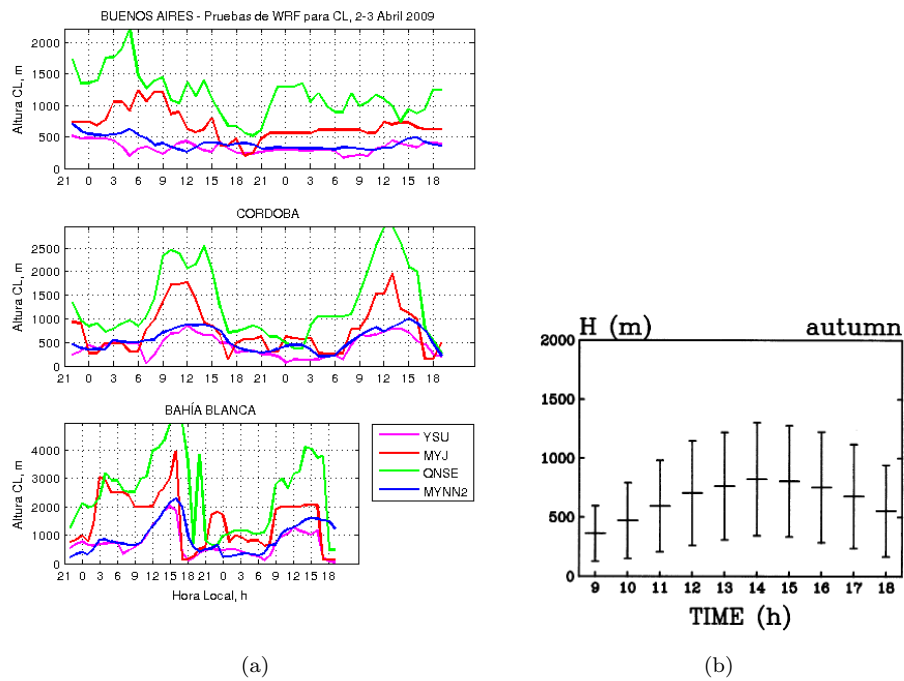 BUENOS AIRES - Pruebas de WRF para CL, 2-3 Abril 2009
Altura CL, m
2000
1500
1000
500
0
21 0 3 6 9 12 15 18 21 0 3 6 9 12 15 18
CORDOBA
Altura CL, m
2500
2000
1500
1000
500
0
21 0 3 6 9 12 15 18 21 0 3 6 9 12 15 18
BAHÍA BLANCA
Altura CL, m
4000
3000
2000
1000
0
21 0 3 6 9 12 15 18 21 0 3 6 9 12 15 18
Hora Local, h
YSU
MYJ
QNSE
MYNN2
(a)
H (m) autumn
2000
1500
1000
500
0
9 10 11 12 13 14 15 16 17 18
TIME (h)
(b)